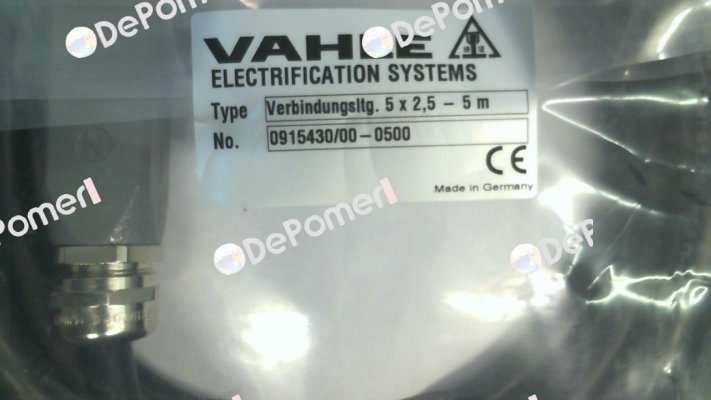 DePomerl
VAHLE
ELECTRIFICATION SYSTEMS
Type Verbindungsltg. 5 x 2,5 - 5 m
No. 0915430/00-0500
CE
Made in Germany
DePomerl
DePomerl
DePomerl
DeP